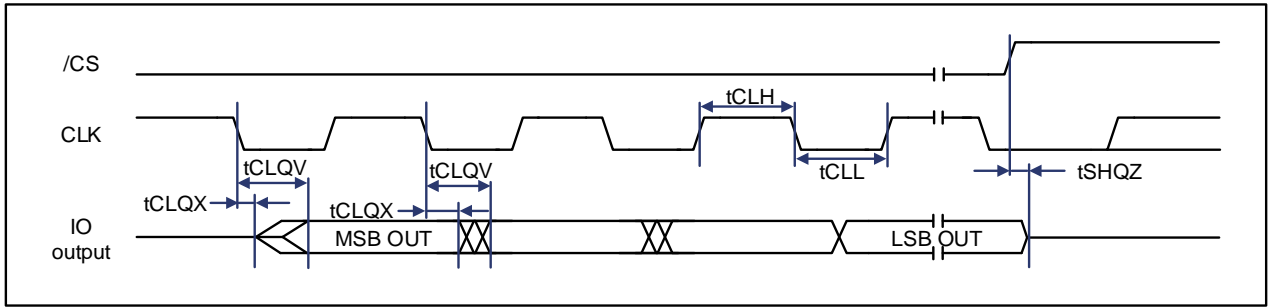 /CS
tCLH
CLK
tCLQV
tCLQV
tCLL
tSHQZ
tCLQX
tCLQX
IO
output
MSB OUT
LSB OUT